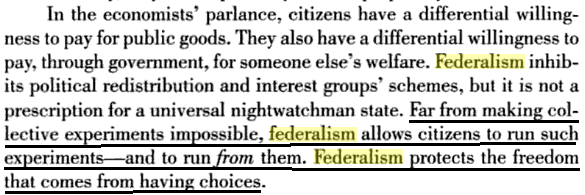 In the economists' parlance, citizens have a differential willing-
ness to pay for public goods. They also have a differential willingness to
pay, through government, for someone else's welfare. Federalism inhib-
its political redistribution and interest groups' schemes, but it is not a
prescription for a universal nightwatchman state. Far from making col-
lective experiments impossible, federalism allows citizens to run such
experiments—and to run from them. Federalism protects the freedom
that comes from having choices.